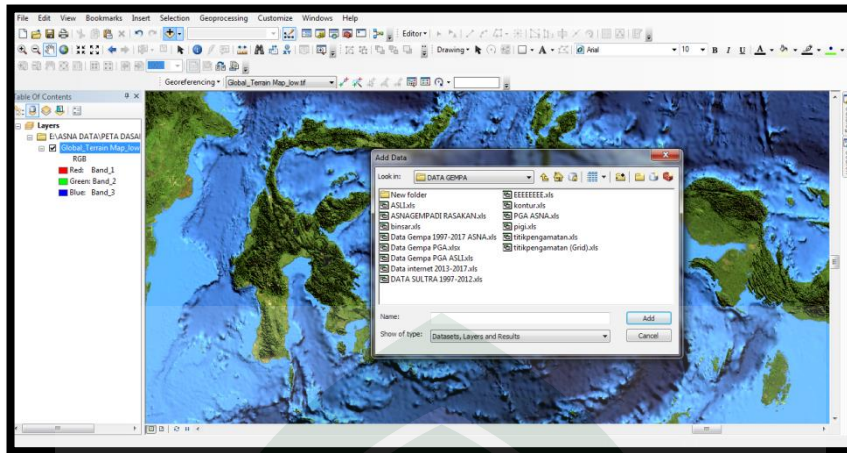 File Edit View Bookmarks Insert Selection Geoprocessing Customize Windows Help
Editor
Drawing
Arial
10
B I U A
Georeferencing Global_Terrain Map_low.tif
Table Of Contents
Layers
E:\ASNA DATA\PETA DASAR
Global_Terrain Map_low
RGB
Red: Band_1
Green: Band_2
Blue: Band_3
Add Data
Look in: DATA GEMPA
New folder
ASLI.xls
ASNAGEMPADI RASAKAN.xls
binsar.xls
Data Gempa 1997-2017 ASNA.xls
Data Gempa PGA.xlsx
Data Gempa PGA ASLI.xls
Data internet 2013-2017.xls
DATA SULTRA 1997-2012.xls
EEEEEEEE.xls
kontur.xls
PGA ASNA.xls
pigi.xls
titikpengamatan.xls
titikpengamatan (Grid).xls
Name:
Add
Show of type: Datasets, Layers and Results
Cancel